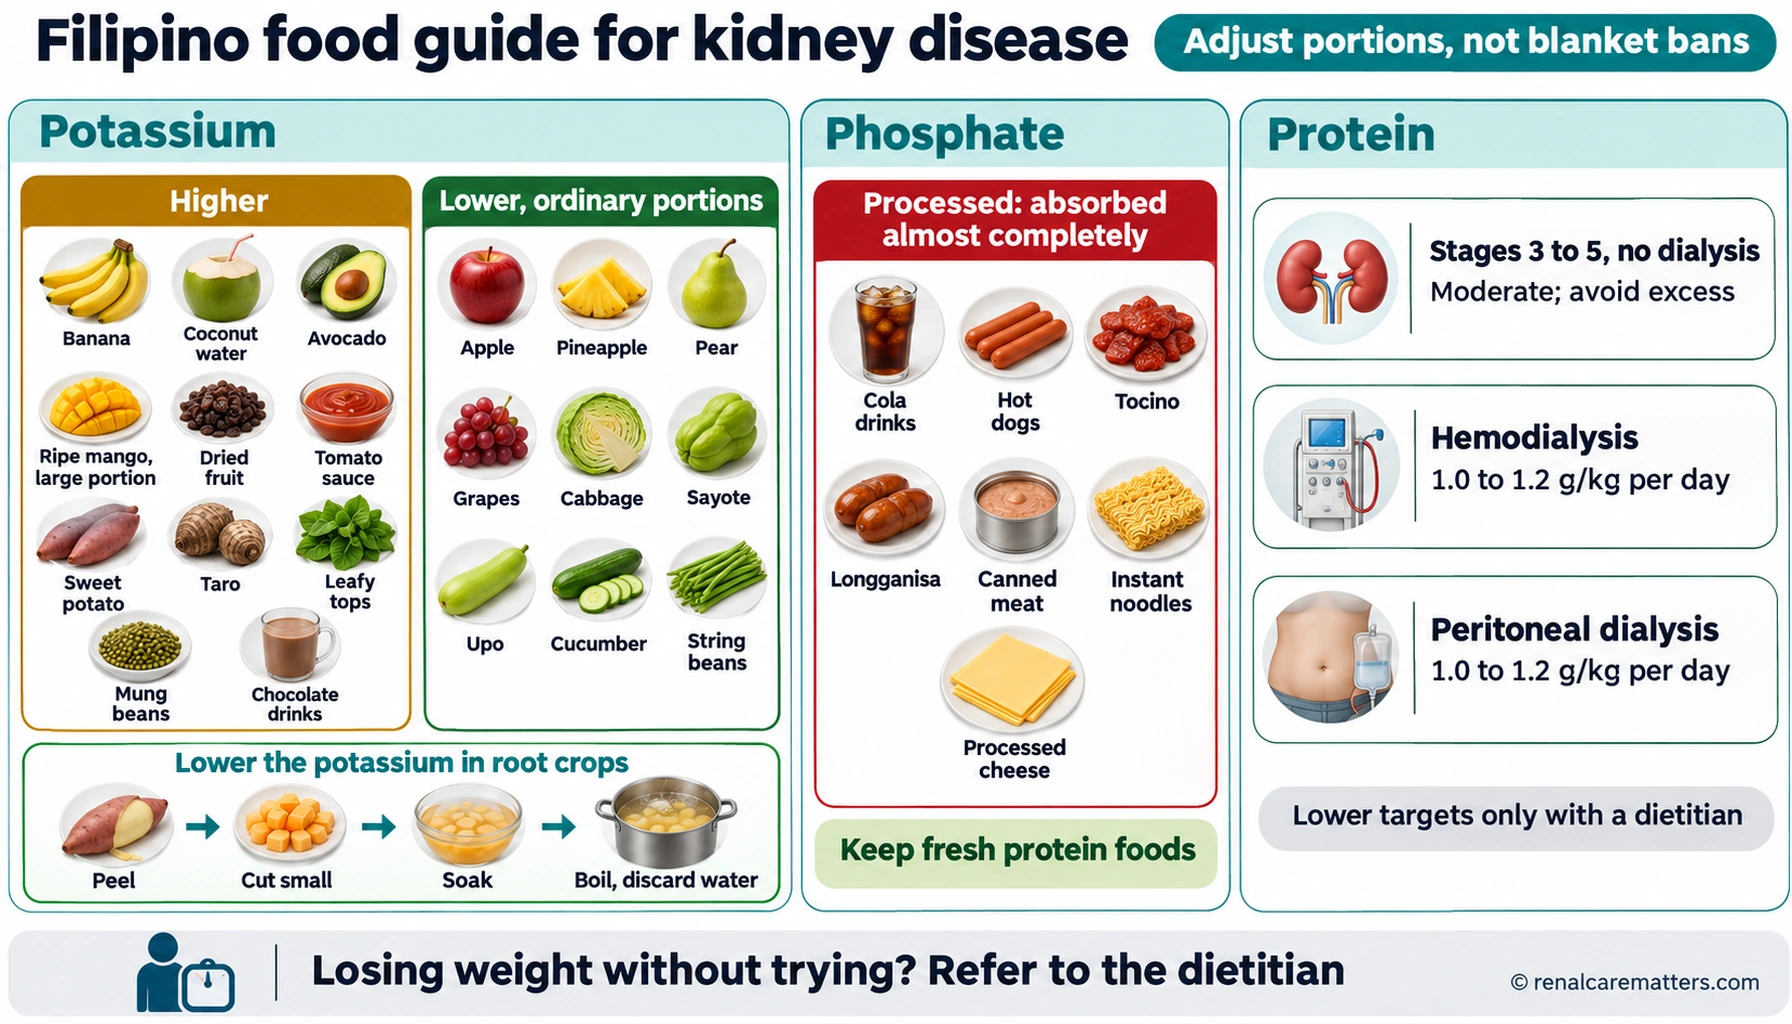 Filipino food guide for kidney disease
Adjust portions, not blanket bans
Potassium
Higher
Banana
Coconut
water
Avocado
Ripe mango,
large portion
Dried
fruit
Tomato
sauce
Sweet
potato
Taro
Leafy
tops
Mung
beans
Chocolate
drinks
Lower, ordinary portions
Apple
Pineapple
Pear
Grapes
Cabbage
Sayote
Upo
Cucumber
String
beans
Lower the potassium in root crops
Peel
Cut small
Soak
Boil, discard water
Phosphate
Processed: absorbed
almost completely
Cola
drinks
Hot
dogs
Tocino
Longganisa
Canned
meat
Instant
noodles
Processed
cheese
Keep fresh protein foods
Protein
Stages 3 to 5, no dialysis
Moderate; avoid excess
Hemodialysis
1.0 to 1.2 g/kg per day
Peritoneal dialysis
1.0 to 1.2 g/kg per day
Lower targets only with a dietitian
Losing weight without trying? Refer to the dietitian
© renalcarematters.com